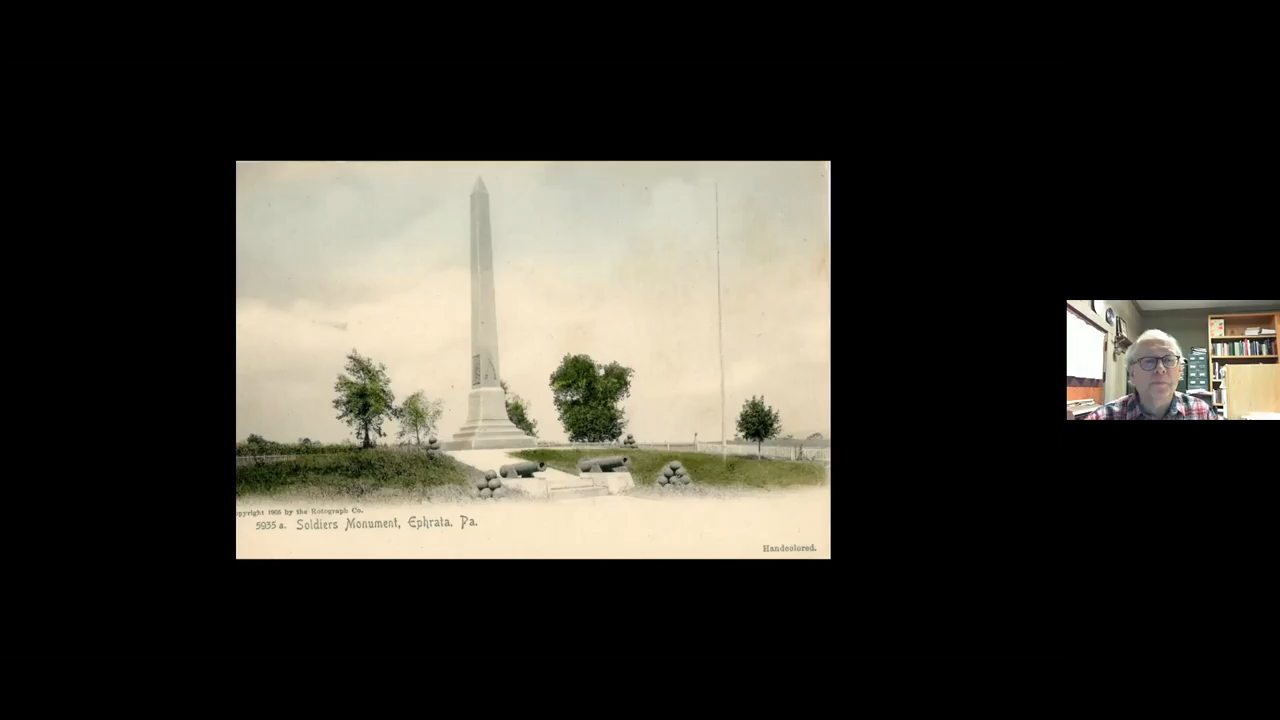 opyright 1905 by the Rotograph Co.
5935 a. Soldiers Monument, Ephrata, Pa.
Handcolored.